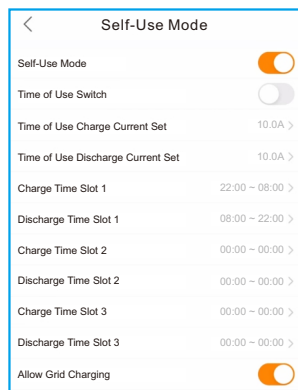 Self-Use Mode
Self-Use Mode
Time of Use Switch
Time of Use Charge Current Set 10.0A
Time of Use Discharge Current Set 10.0A
Charge Time Slot 1 22:00 ~ 08:00
Discharge Time Slot 1 08:00 ~ 22:00
Charge Time Slot 2 00:00 ~ 00:00
Discharge Time Slot 2 00:00 ~ 00:00
Charge Time Slot 3 00:00 ~ 00:00
Discharge Time Slot 3 00:00 ~ 00:00
Allow Grid Charging